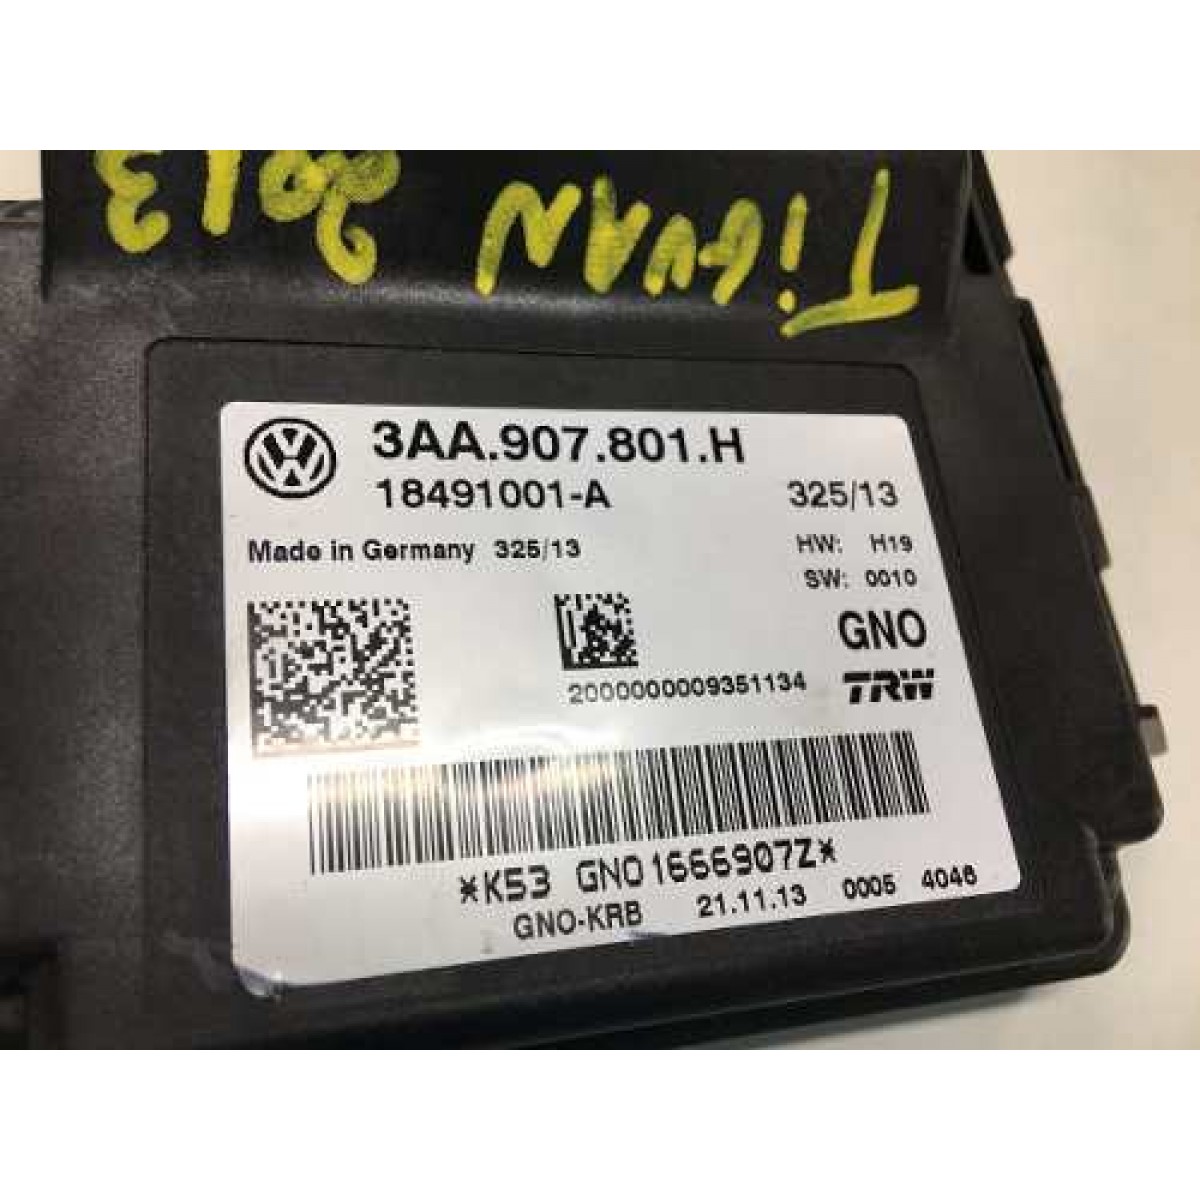 TiGUAN 2013
3AA.907.801.H
18491001-A 325/13
Made in Germany 325/13
HW: H19
SW: 0010
GNO
2000000009351134
TRW
*K53 GNO1666907Z*
GNO-KRB 21.11.13 0005 4046